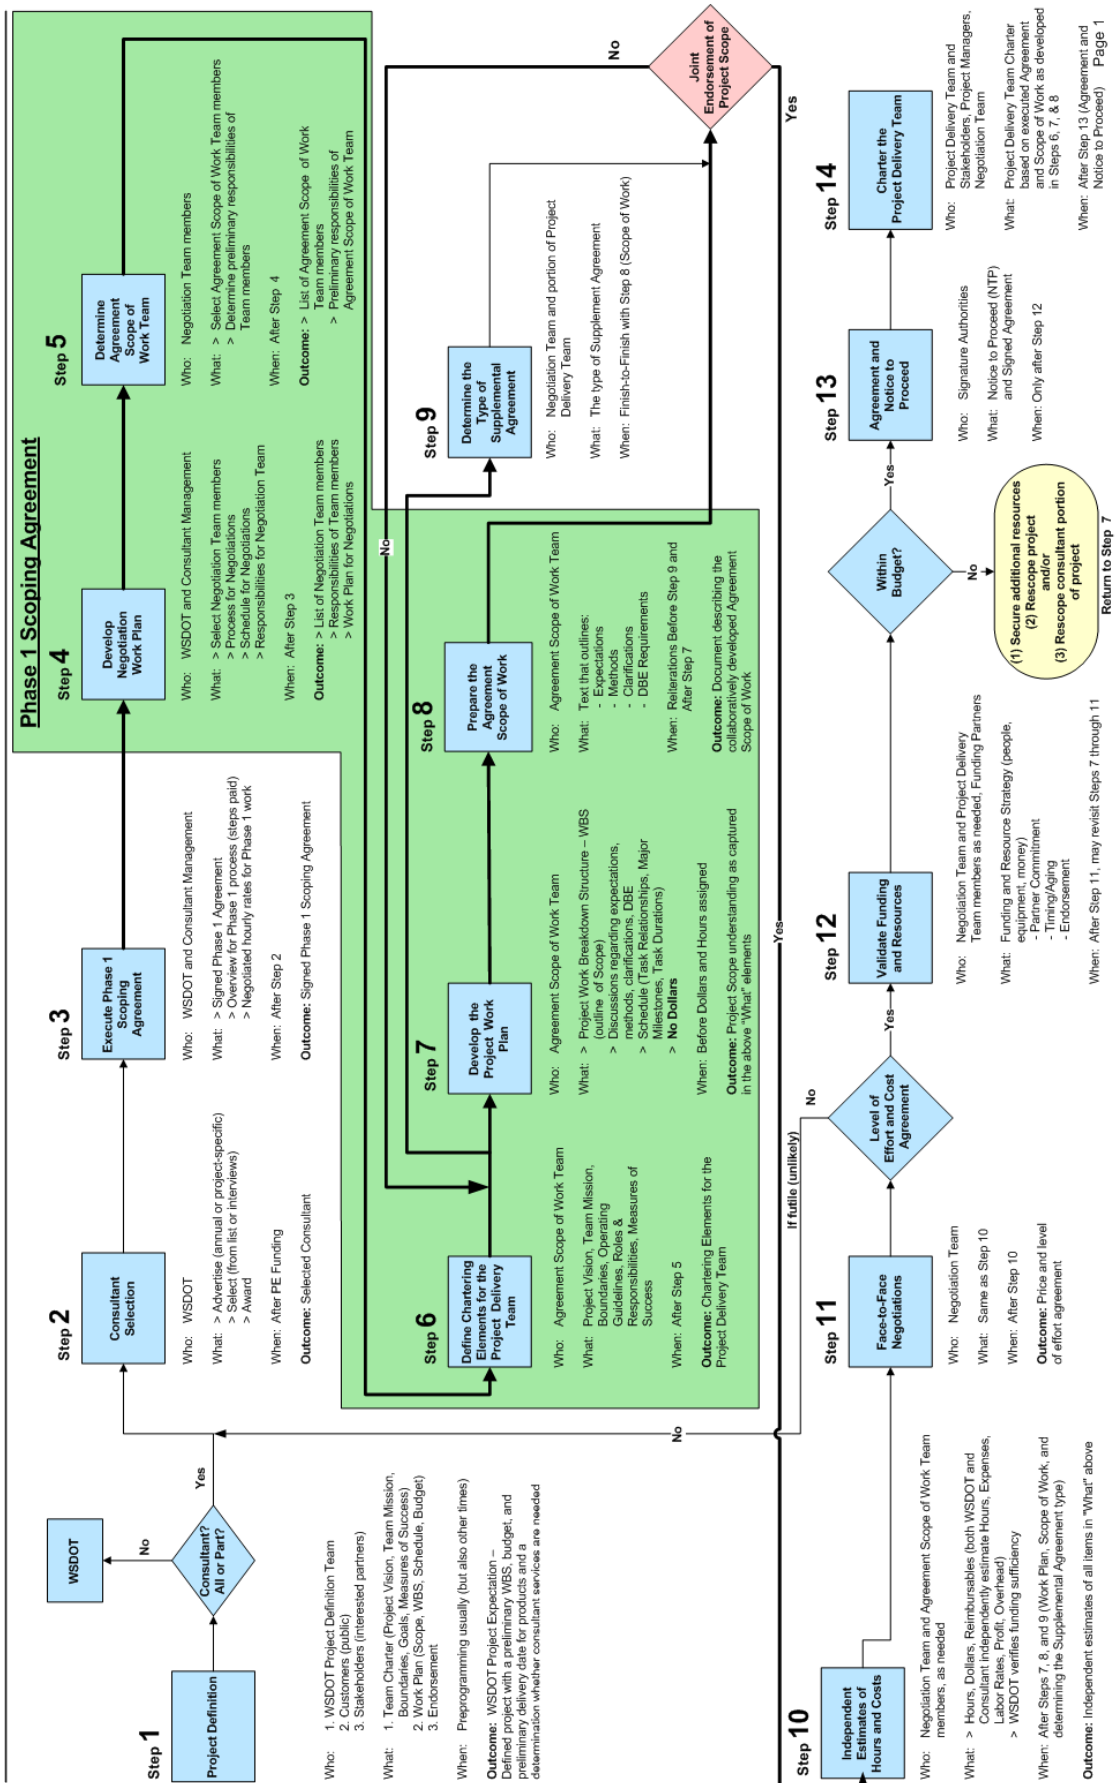 Phase 1 Scoping Agreement
Step 1
Project Definition
Who: 1. WSDOT Project Definition Team
2. Customers (public)
3. Stakeholders (interested partners)
What: 1. Team Charter (Project Vision, Team Mission,
Boundaries, Goals, Measures of Success)
2. Work Plan (Scope, WBS, Schedule, Budget)
3. Endorsement
When: Preprogramming usually (but also other times)
Outcome: WSDOT Project Expectation –
Defined project with a preliminary WBS, budget, and
preliminary delivery date for products and a
determination whether consultant services are needed
Consultant?
All or Part?
No
WSDOT
Yes
Step 2
Consultant
Selection
Who: WSDOT
What: > Advertise (annual or project-specific)
> Select (from list or interviews)
> Award
When: After PE Funding
Outcome: Selected Consultant
Step 3
Execute Phase 1
Scoping
Agreement
Who: WSDOT and Consultant Management
What: > Signed Phase 1 Agreement
> Overview for Phase 1 process (steps paid)
> Negotiated hourly rates for Phase 1 work
When: After Step 2
Outcome: Signed Phase 1 Scoping Agreement
Step 4
Develop
Negotiation
Work Plan
Who: WSDOT and Consultant Management
What: > Select Negotiation Team members
> Process for Negotiations
> Schedule for Negotiations
> Responsibilities for Negotiation Team
When: After Step 3
Outcome: > List of Negotiation Team members
> Responsibilities of Team members
> Work Plan for Negotiations
Step 5
Determine
Agreement
Scope of
Work Team
Who: Negotiation Team members
What: > Select Agreement Scope of Work Team members
> Determine preliminary responsibilities of
Team members
When: After Step 4
Outcome: > List of Agreement Scope of Work
Team members
> Preliminary responsibilities of
Agreement Scope of Work Team
Step 6
Define Chartering
Elements for the
Project Delivery
Team
Who: Agreement Scope of Work Team
What: Project Vision, Team Mission,
Boundaries, Operating
Guidelines, Roles &
Responsibilities, Measures of
Success
When: After Step 5
Outcome: Chartering Elements for the
Project Delivery Team
Step 7
Develop the
Project Work
Plan
Who: Agreement Scope of Work Team
What: > Project Work Breakdown Structure – WBS
(outline of Scope)
> Discussions regarding expectations,
methods, clarifications, DBE
> Schedule (Task Relationships, Major
Milestones, Task Durations)
> No Dollars
When: Before Dollars and Hours assigned
Outcome: Project Scope understanding as captured
in the above "What" elements
Step 8
Prepare the
Agreement
Scope of Work
Who: Agreement Scope of Work Team
What: Text that outlines:
- Expectations
- Methods
- Clarifications
- DBE Requirements
When: Reiterations Before Step 9 and
After Step 7
Outcome: Document describing the
collaboratively developed Agreement
Scope of Work
Step 9
Determine the
Type of
Supplemental
Agreement
Who: Negotiation Team and portion of Project
Delivery Team
What: The type of Supplement Agreement
When: Finish-to-Finish with Step 8 (Scope of Work)
No
Joint
Endorsement of
Project Scope
No
Yes
Yes
No
If futile (unlikely)
Step 10
Independent
Estimates of
Hours and Costs
Who: Negotiation Team and Agreement Scope of Work Team
members, as needed
What: > Hours, Dollars, Reimbursables (both WSDOT and
Consultant independently estimate Hours, Expenses,
Labor Rates, Profit, Overhead)
> WSDOT verifies funding sufficiency
When: After Steps 7, 8, and 9 (Work Plan, Scope of Work, and
determining the Supplemental Agreement type)
Outcome: Independent estimates of all items in "What" above
Step 11
Face-to-Face
Negotiations
Who: Negotiation Team
What: Same as Step 10
When: After Step 10
Outcome: Price and level
of effort agreement
Level of
Effort and Cost
Agreement
No
Yes
Step 12
Validate Funding
and Resources
Who: Negotiation Team and Project Delivery
Team members as needed, Funding Partners
What: Funding and Resource Strategy (people,
equipment, money)
- Partner Commitment
- Timing/Aging
- Endorsement
When: After Step 11, may revisit Steps 7 through 11
Within
Budget?
No
(1) Secure additional resources
(2) Rescope project
and/or
(3) Rescope consultant portion
of project
Return to Step 7
Yes
Step 13
Agreement and
Notice to
Proceed
Who: Signature Authorities
What: Notice to Proceed (NTP)
and Signed Agreement
When: Only after Step 12
Step 14
Charter the
Project Delivery Team
Who: Project Delivery Team and
Stakeholders, Project Managers,
Negotiation Team
What: Project Delivery Team Charter
based on executed Agreement
and Scope of Work as developed
in Steps 6, 7, & 8
When: After Step 13 (Agreement and
Notice to Proceed)
Page 1